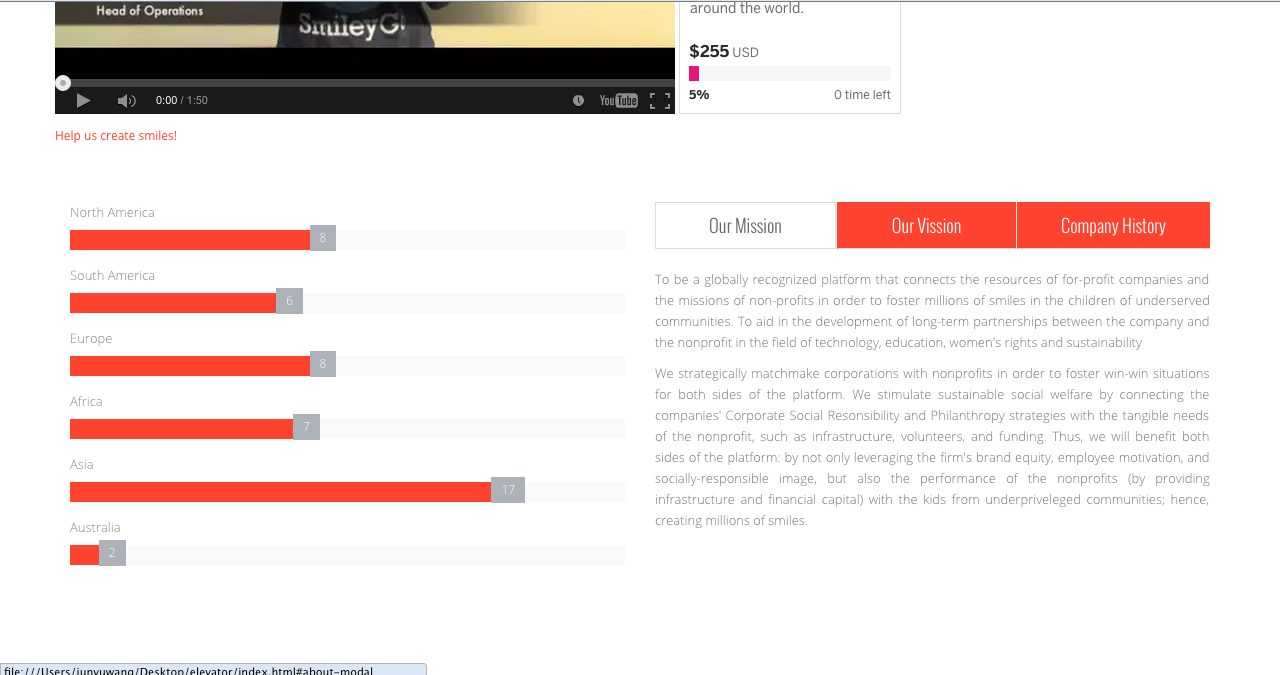 Head of Operations
SmileyG
around the world.
$255 USD
5% 0 time left
0:00 / 1:50
YouTube
Help us create smiles!
North America
8
South America
6
Europe
8
Africa
7
Asia
17
Australia
2
Our Mission
Our Vission
Company History
To be a globally recognized platform that connects the resources of for-profit companies and
the missions of non-profits in order to foster millions of smiles in the children of underserved
communities. To aid in the development of long-term partnerships between the company and
the nonprofit in the field of technology, education, women's rights and sustainability
We strategically matchmake corporations with nonprofits in order to foster win-win situations
for both sides of the platform. We stimulate sustainable social welfare by connecting the
companies' Corporate Social Resonsibility and Philanthropy strategies with the tangible needs
of the nonprofit, such as infrastructure, volunteers, and funding. Thus, we will benefit both
sides of the platform: by not only leveraging the firm's brand equity, employee motivation, and
socially-responsible image, but also the performance of the nonprofits (by providing
infrastructure and financial capital) with the kids from underpriveleged communities; hence,
creating millions of smiles.
file:///Users/junyuwang/Desktop/elevator/index.html#about-modal